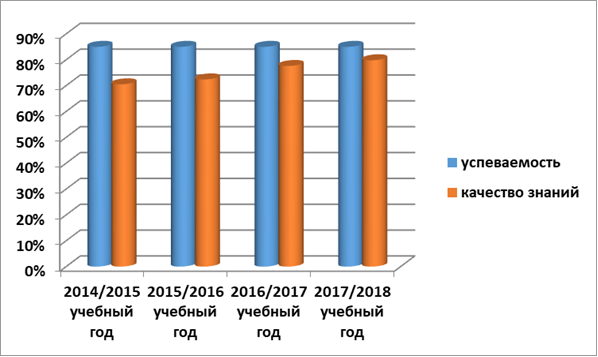 90%
80%
70%
60%
50%
40%
30%
20%
10%
0%
2014/2015 2015/2016 2016/2017 2017/2018
учебный учебный учебный учебный
год год год год
успеваемость
качество знаний